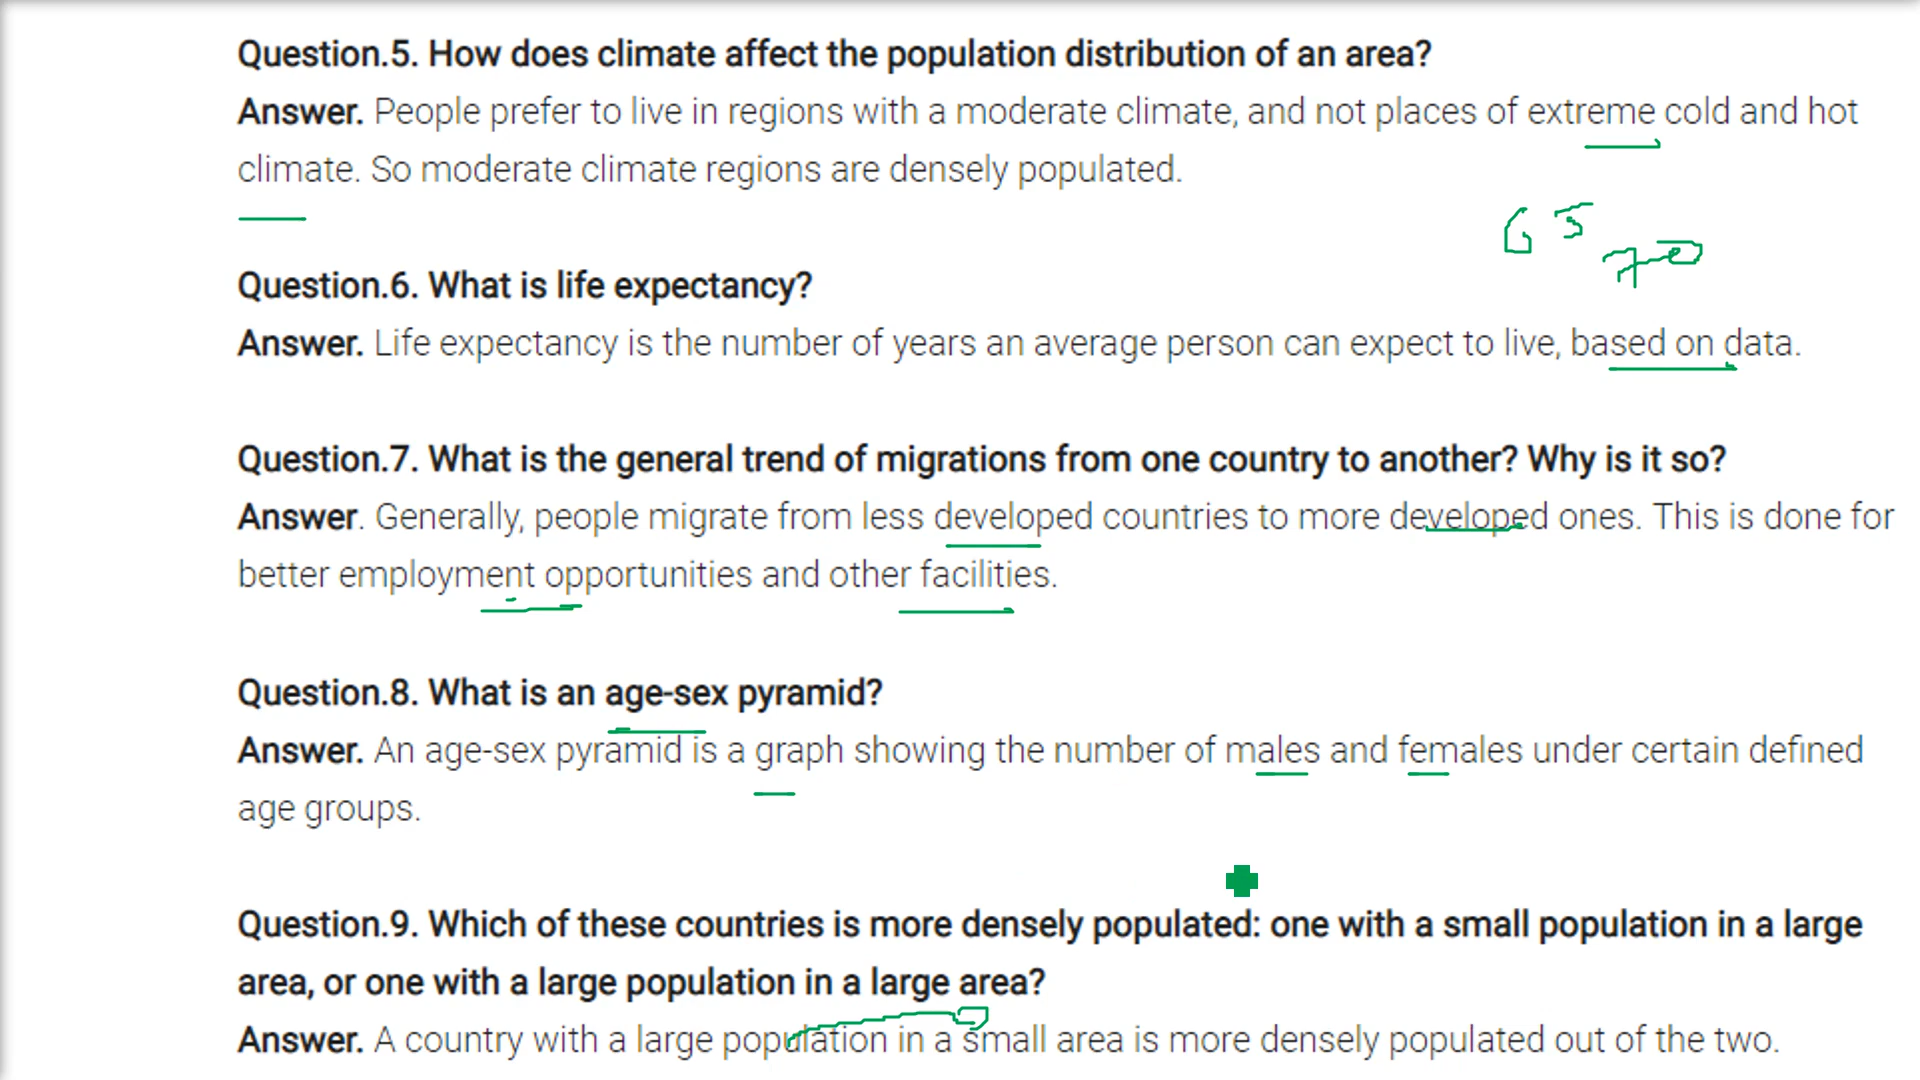 Question.5. How does climate affect the population distribution of an area?
Answer. People prefer to live in regions with a moderate climate, and not places of extreme cold and hot
climate. So moderate climate regions are densely populated.
65
70
Question.6. What is life expectancy?
Answer. Life expectancy is the number of years an average person can expect to live, based on data.
Question.7. What is the general trend of migrations from one country to another? Why is it so?
Answer. Generally, people migrate from less developed countries to more developed ones. This is done for
better employment opportunities and other facilities.
Question.8. What is an age-sex pyramid?
Answer. An age-sex pyramid is a graph showing the number of males and females under certain defined
age groups.
Question.9. Which of these countries is more densely populated: one with a small population in a large
area, or one with a large population in a large area?
Answer. A country with a large population in a small area is more densely populated out of the two.